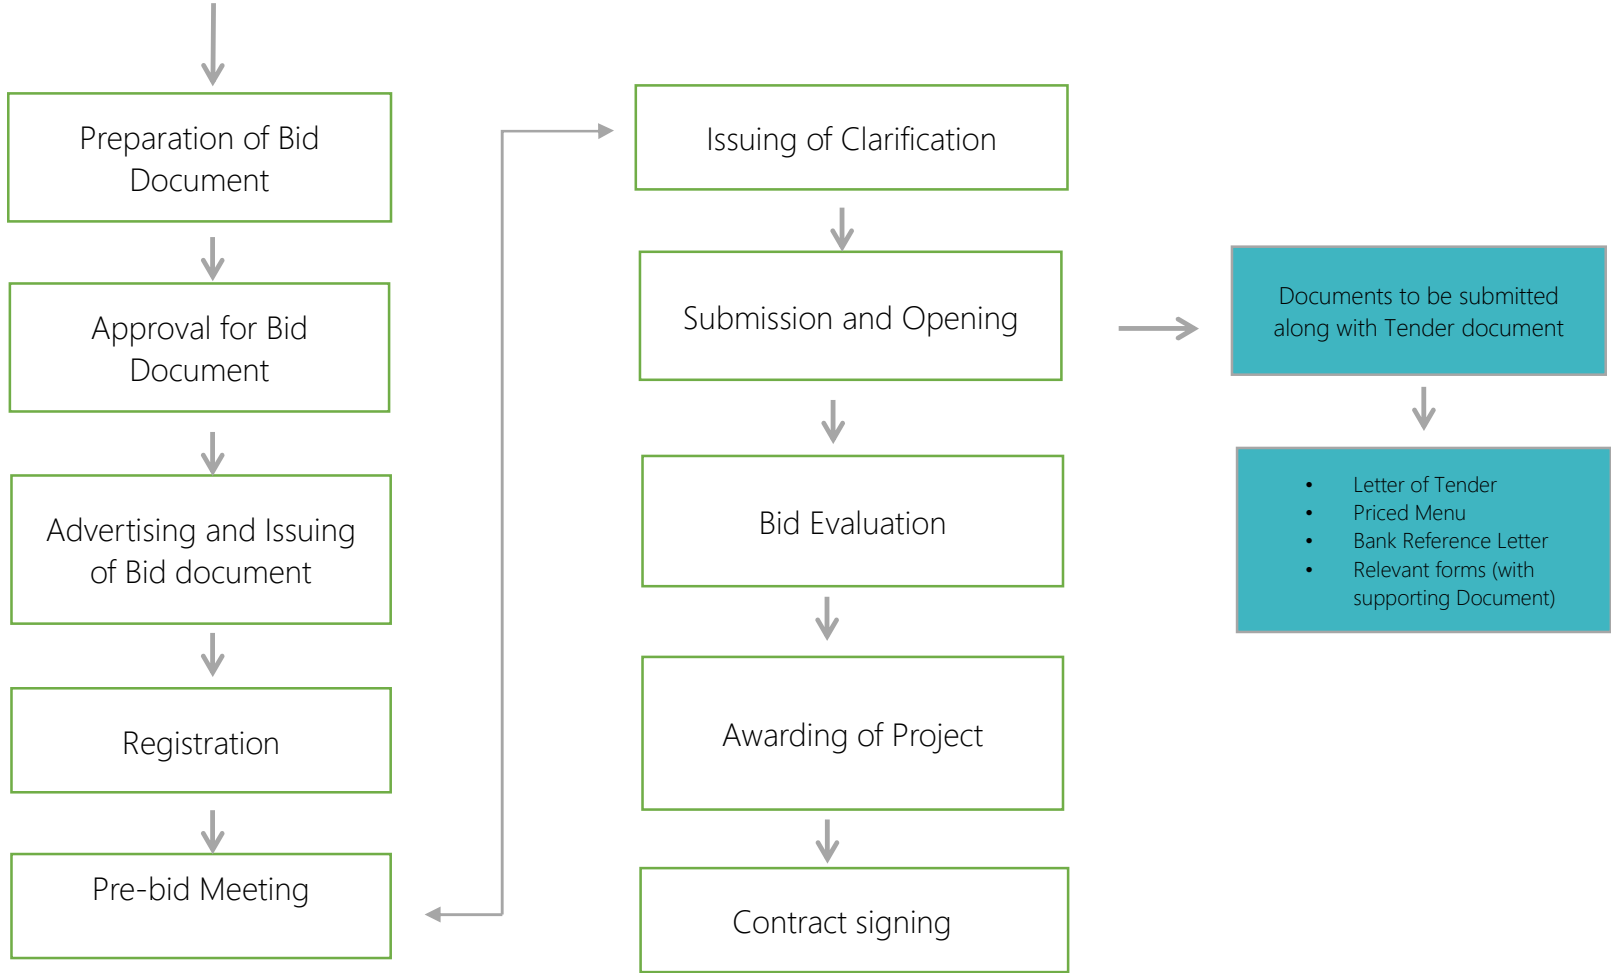 Preparation of Bid
Document
Approval for Bid
Document
Advertising and Issuing
of Bid document
Registration
Pre-bid Meeting
Issuing of Clarification
Submission and Opening
Bid Evaluation
Awarding of Project
Contract signing
Documents to be submitted
along with Tender document
• Letter of Tender
• Priced Menu
• Bank Reference Letter
• Relevant forms (with
supporting Document)